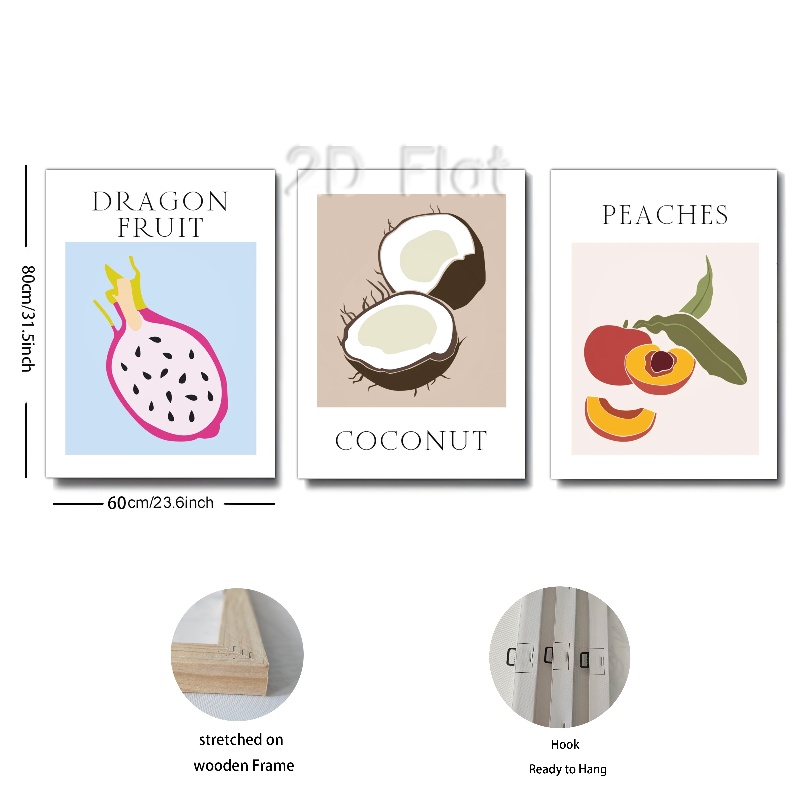 2D Flat
DRAGON
FRUIT
PEACHES
80cm/31.5inch
COCONUT
60cm/23.6inch
stretched on
wooden Frame
Hook
Ready to Hang